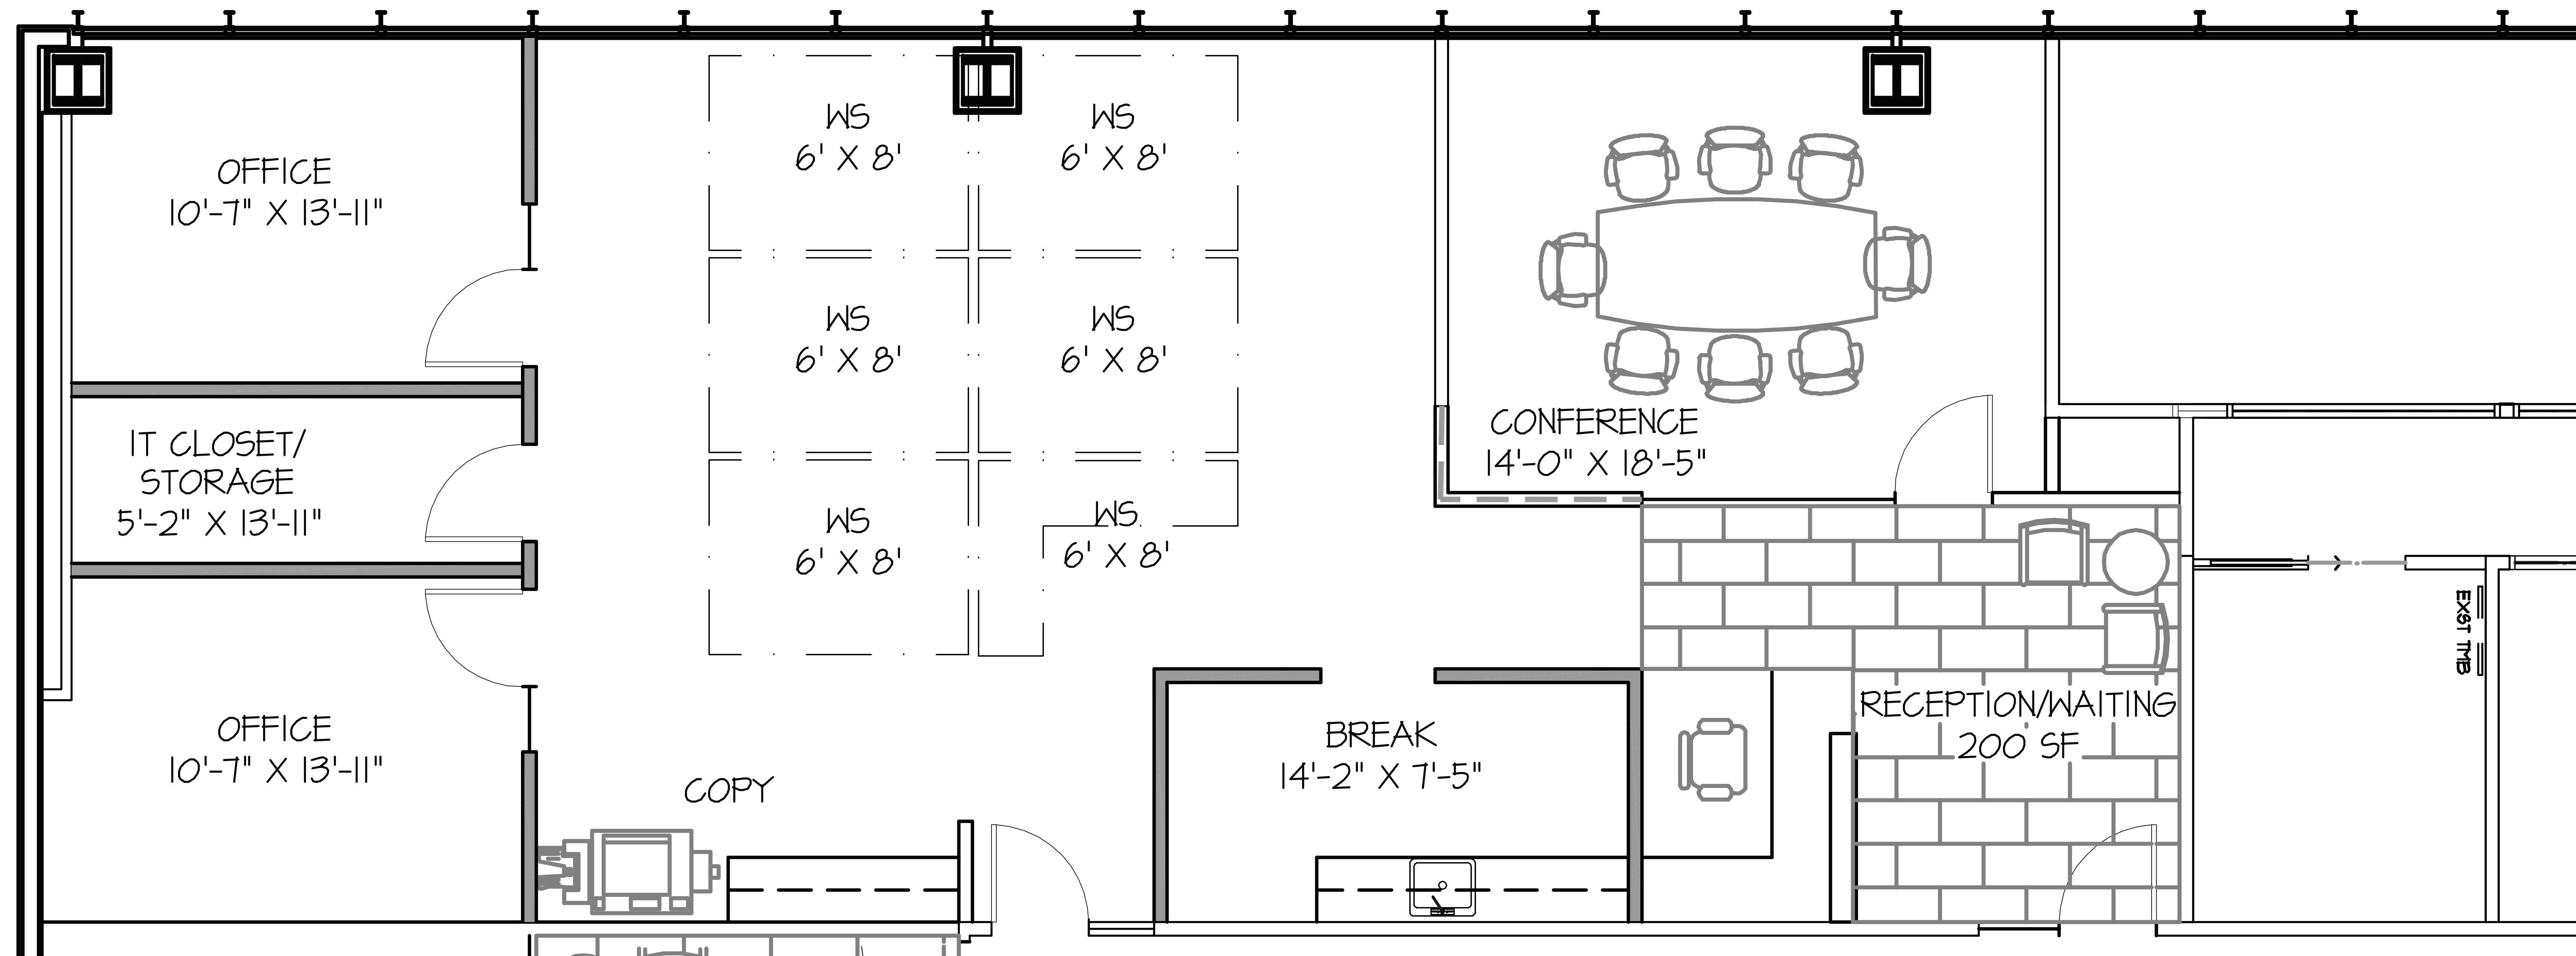 OFFICE
10'-7" X 13'-11"
IT CLOSET/
STORAGE
5'-2" X 13'-11"
OFFICE
10'-7" X 13'-11"
WS
6' X 8'
WS
6' X 8'
WS
6' X 8'
WS
6' X 8'
WS
6' X 8'
WS
6' X 8'
COPY
CONFERENCE
14'-0" X 18'-5"
BREAK
14'-2" X 7'-5"
RECEPTION/WAITING
200 SF
EXST TMB